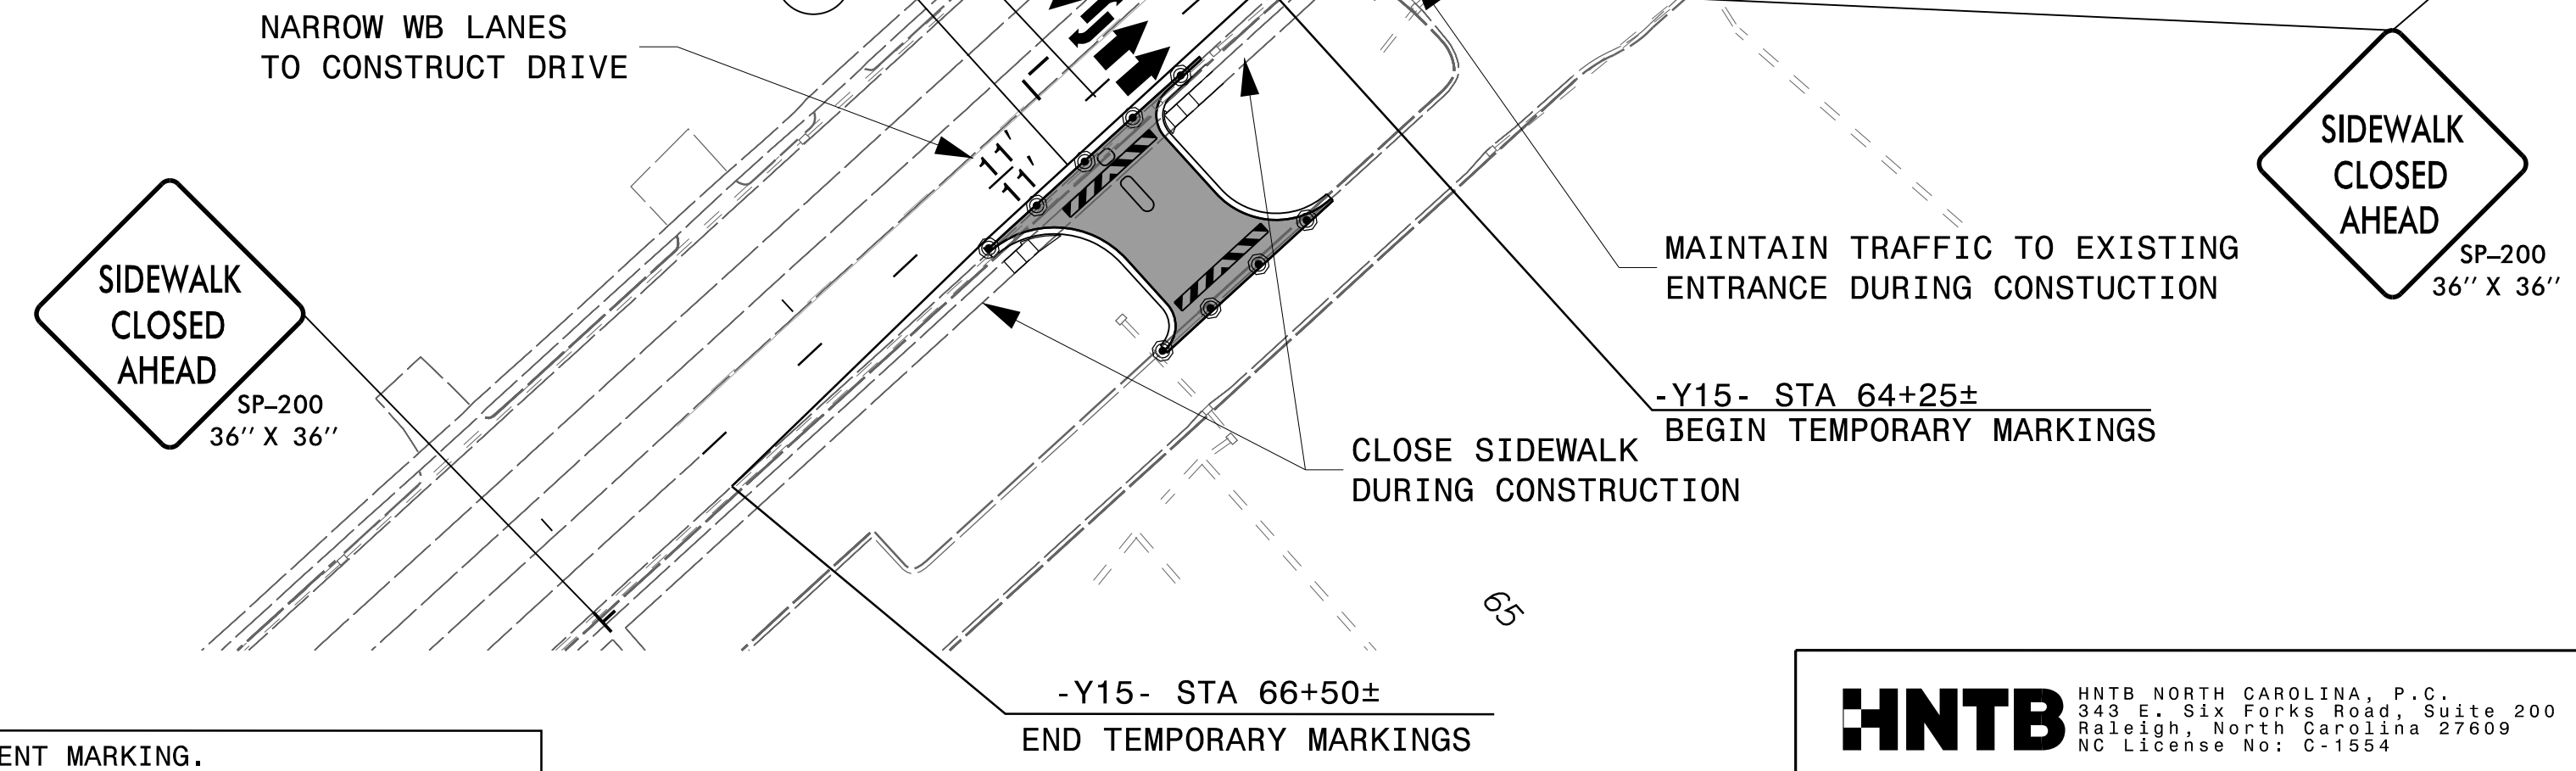 NARROW WB LANES
TO CONSTRUCT DRIVE
11'
11'
SIDEWALK
CLOSED
AHEAD
SP-200
36" X 36"
SIDEWALK
CLOSED
AHEAD
SP-200
36" X 36"
MAINTAIN TRAFFIC TO EXISTING
ENTRANCE DURING CONSTUCTION
-Y15- STA 64+25±
BEGIN TEMPORARY MARKINGS
CLOSE SIDEWALK
DURING CONSTRUCTION
65
-Y15- STA 66+50±
END TEMPORARY MARKINGS
ENT MARKING.
HNTB
HNTB NORTH CAROLINA, P.C.
343 E. Six Forks Road, Suite 200
Raleigh, North Carolina 27609
NC License No: C-1554